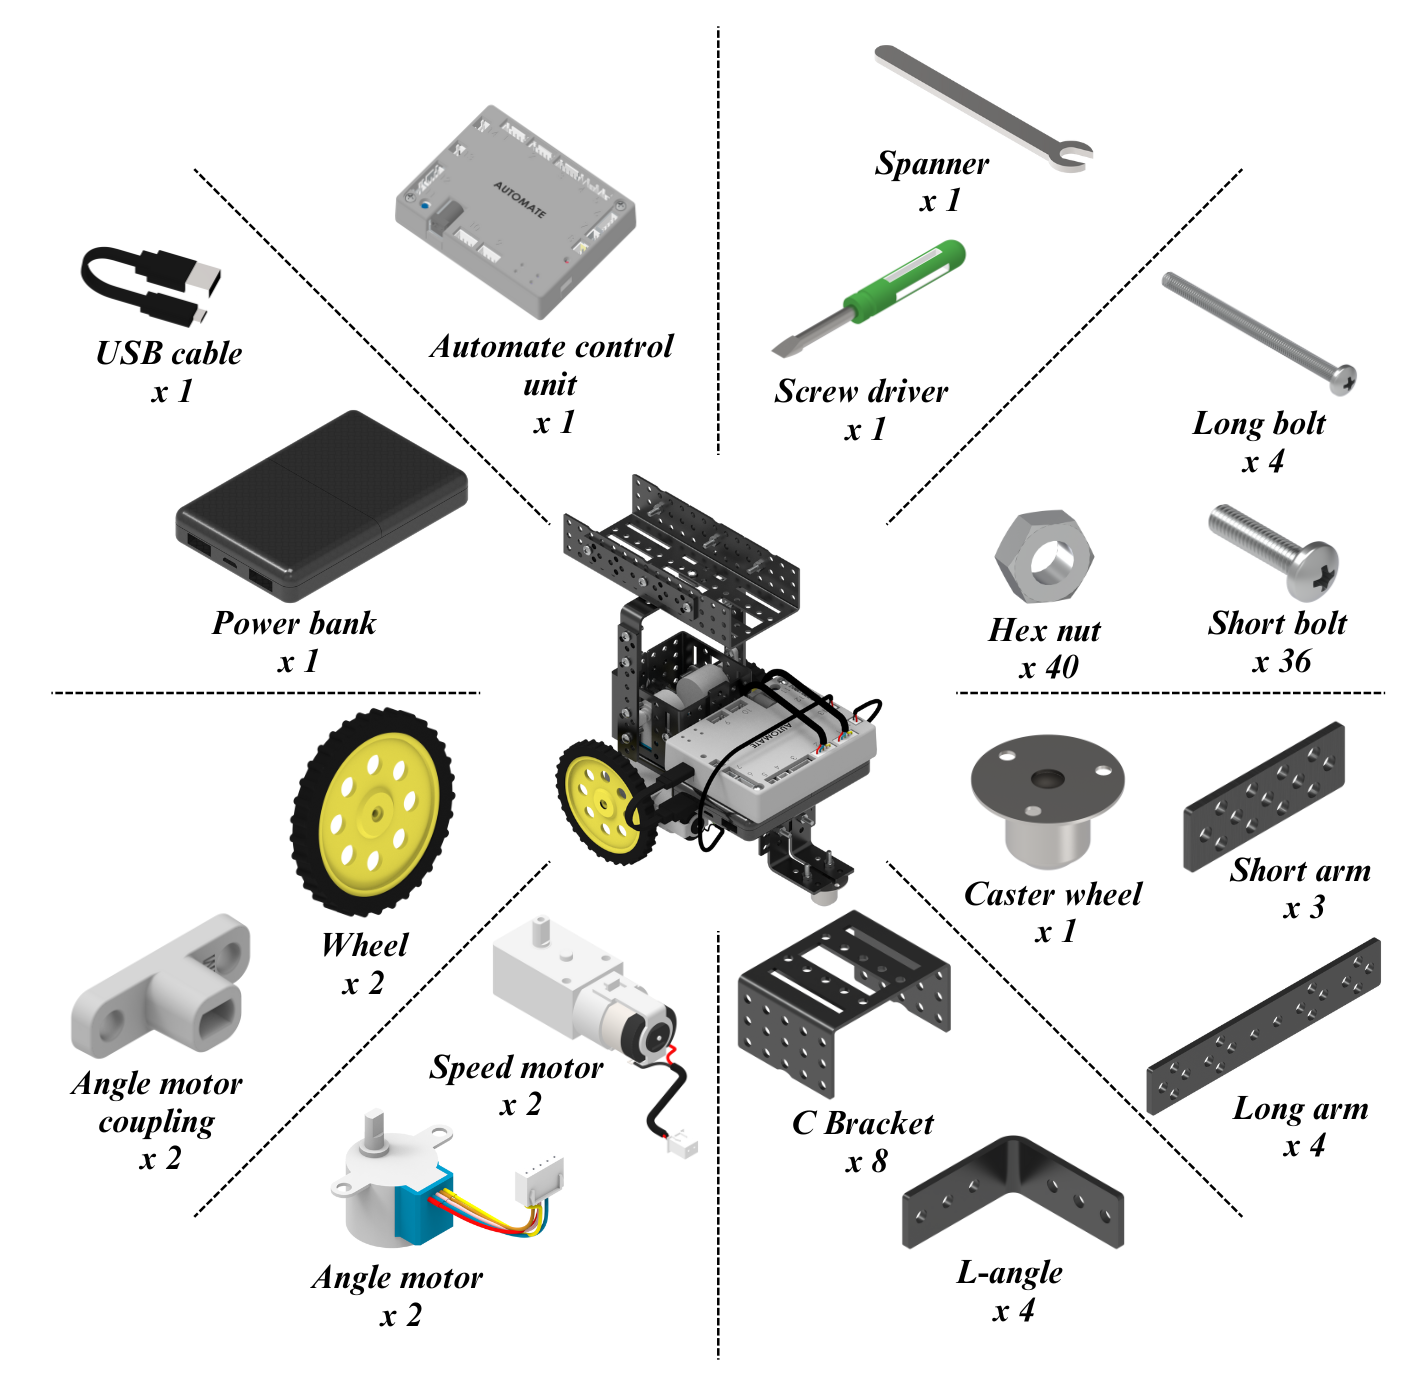 AUTOMATE
Automate control
unit
x 1
USB cable
x 1
Power bank
x 1
Spanner
x 1
Screw driver
x 1
Long bolt
x 4
Hex nut
x 40
Short bolt
x 36
AUTOMATE
Wheel
x 2
Angle motor
coupling
x 2
Speed motor
x 2
Angle motor
x 2
Caster wheel
x 1
Short arm
x 3
Long arm
x 4
C Bracket
x 8
L-angle
x 4